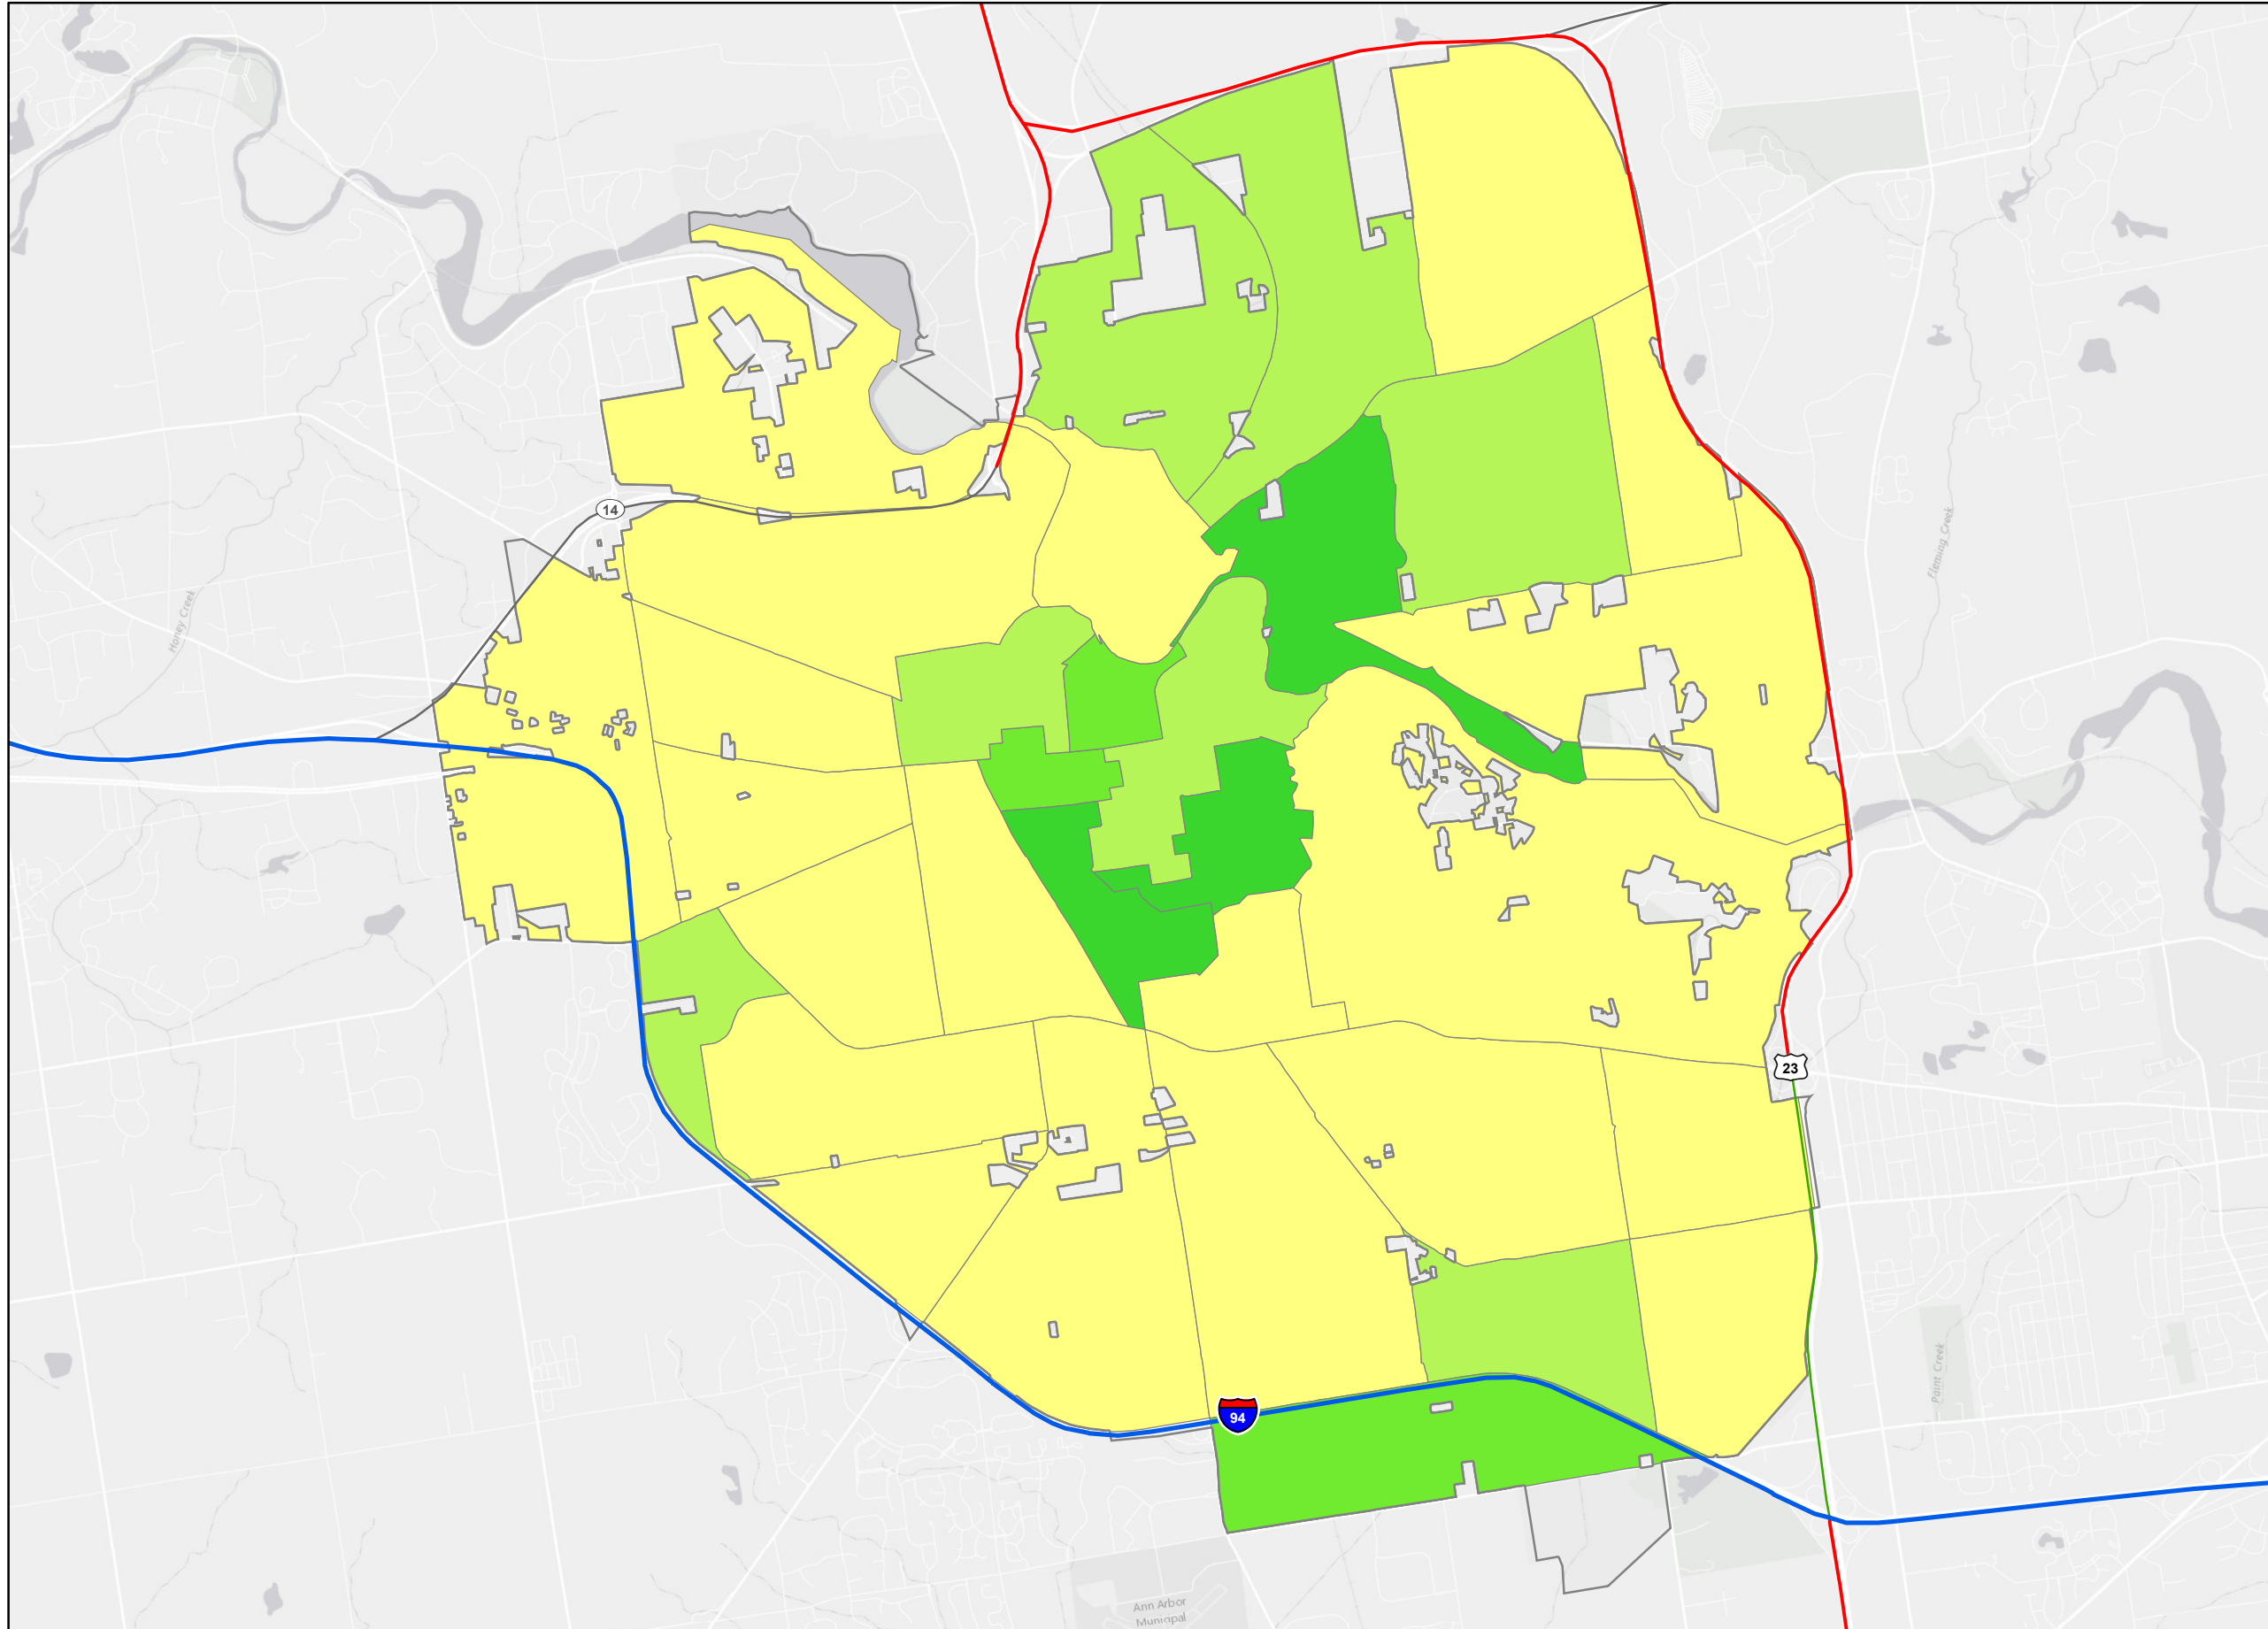 14
Honey Creek
Fleming Creek
23
Paint Creek
94
Ann Arbor
Municipal